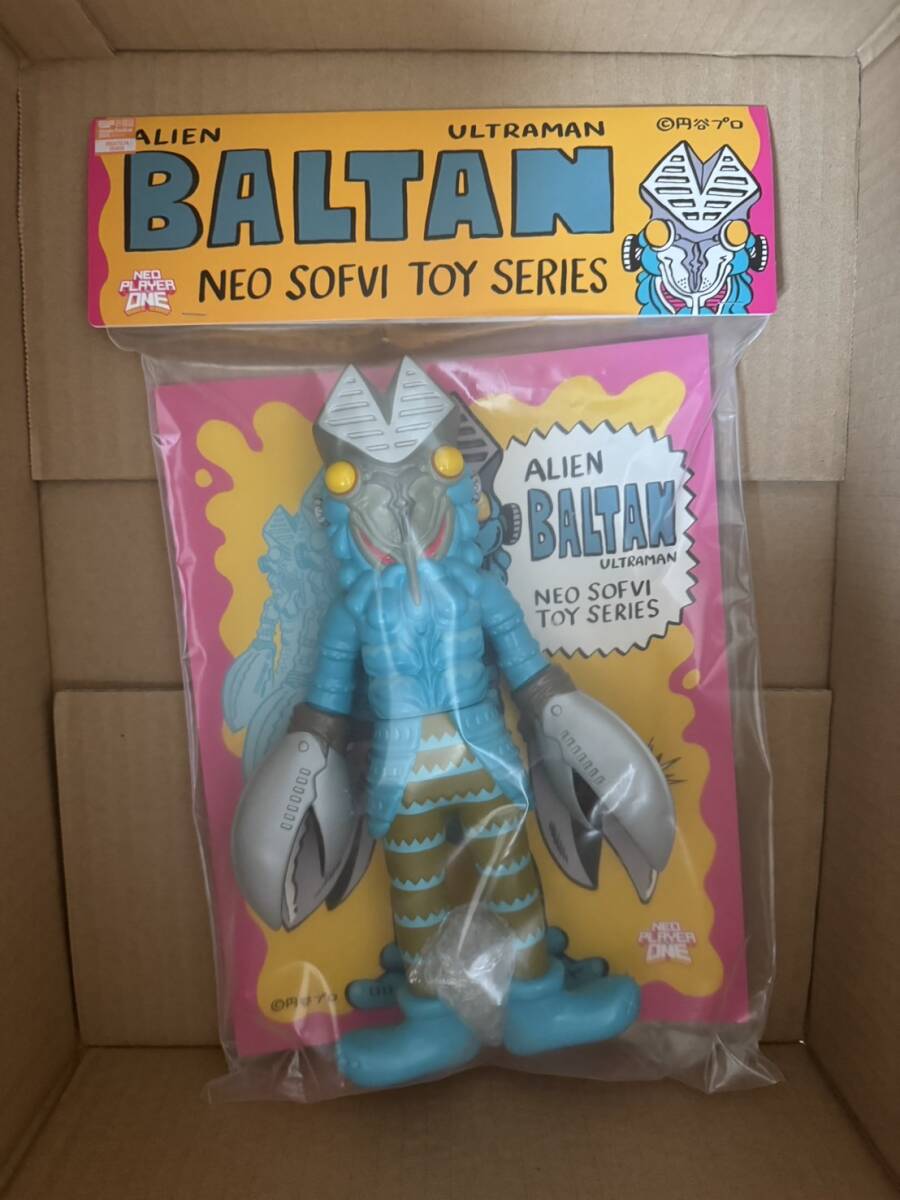 ALIEN
ULTRAMAN
©円谷プロ
BALTAN
NEO SOFVI TOY SERIES
NEO
PLAYER
ONE
ALIEN
BALTAN
ULTRAMAN
NEO SOFVI
TOY SERIES
NEO
PLAYER
ONE
©円谷プロ